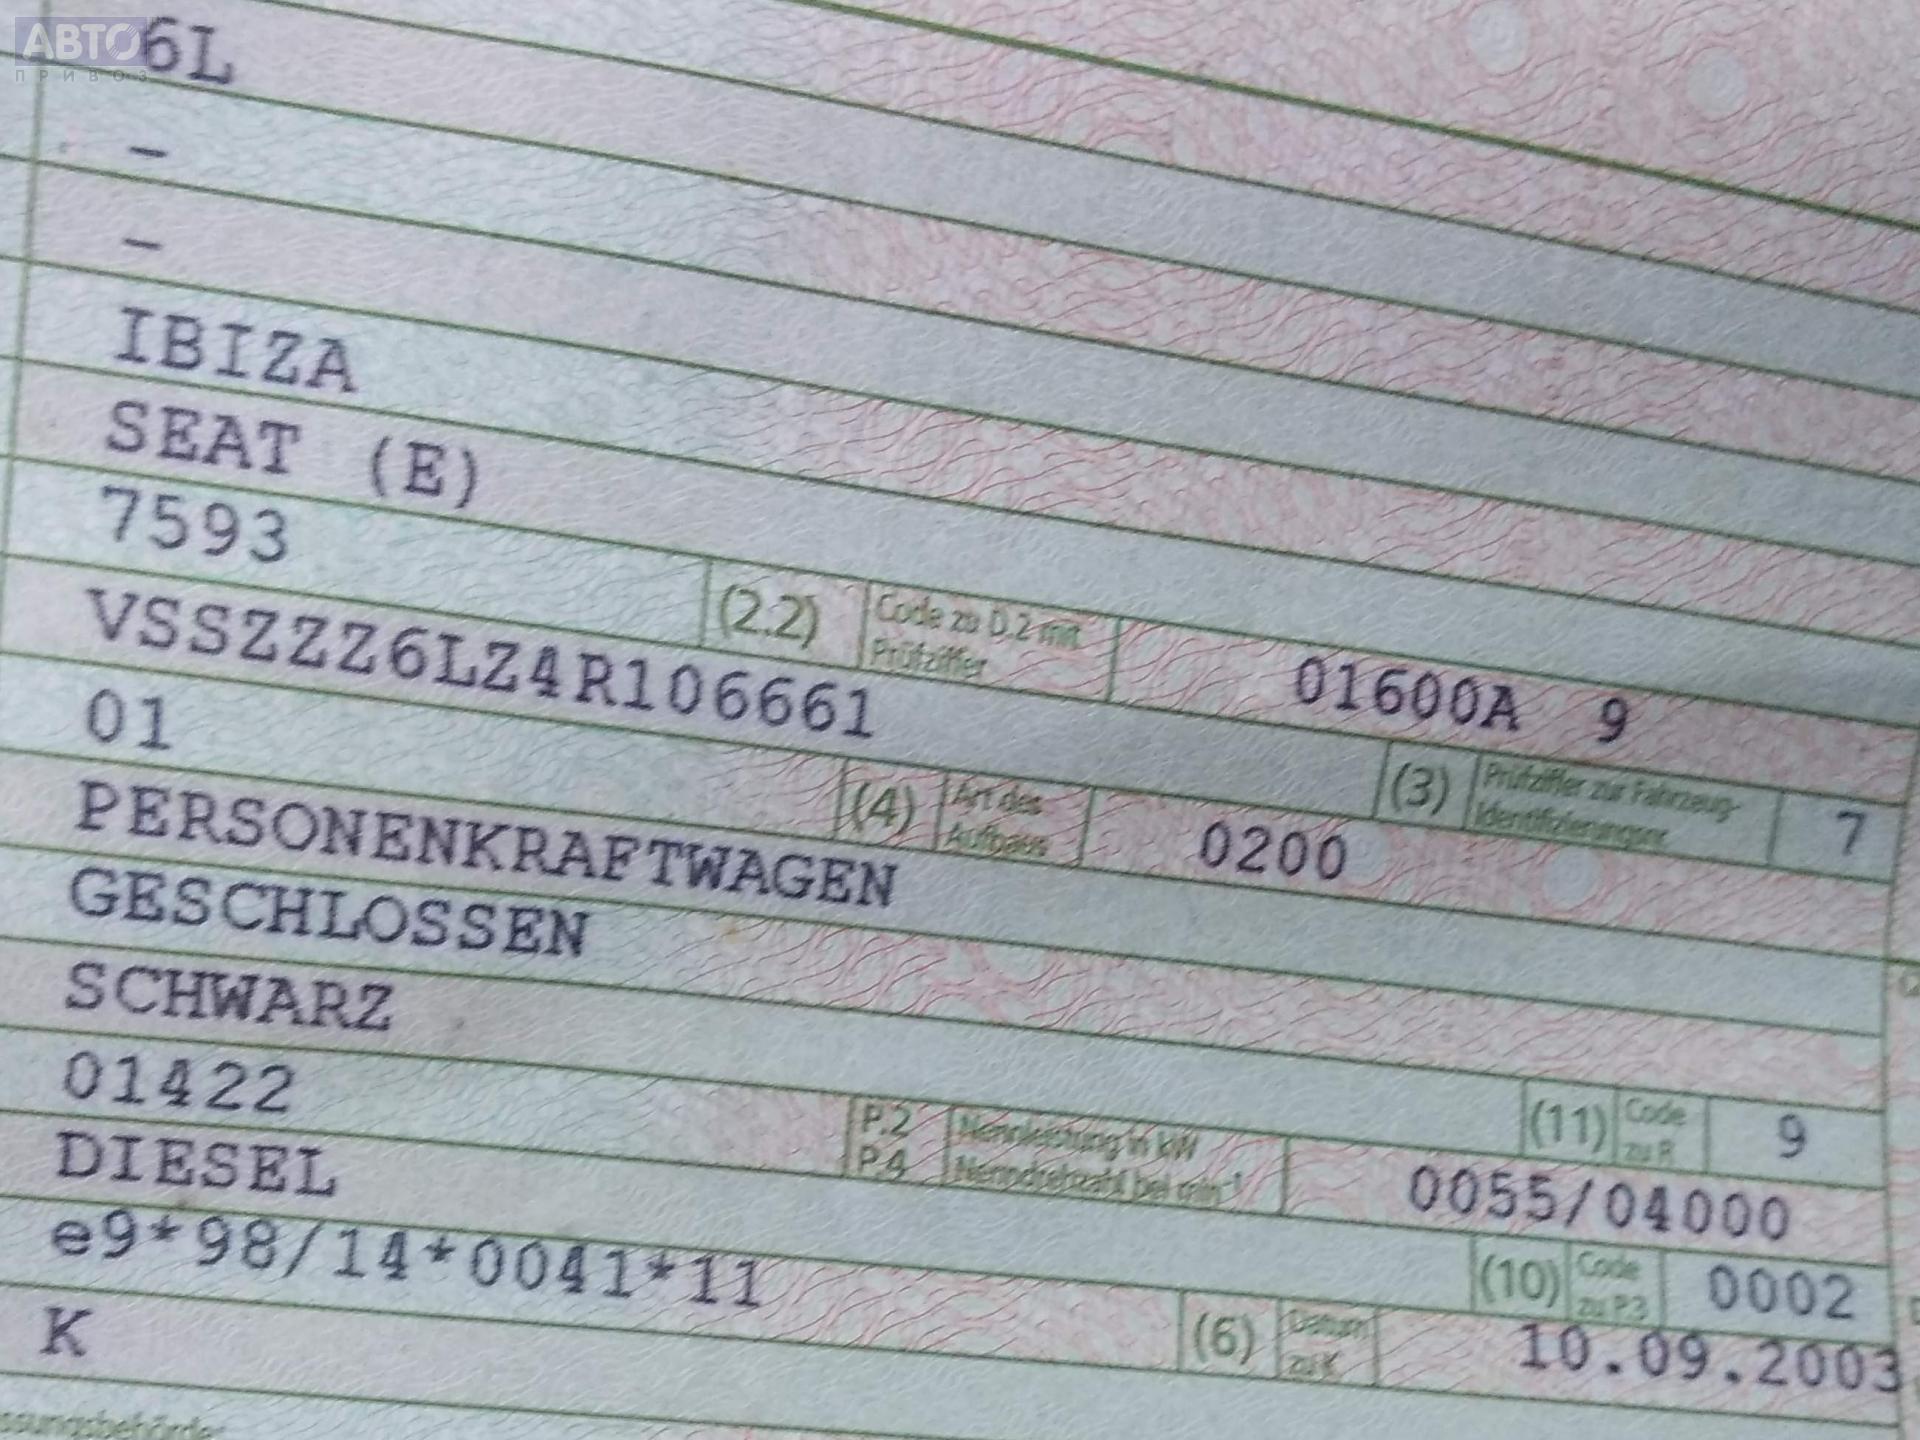 АВТО
ПРИВОЗ
6L
–
–
IBIZA
SEAT (E)
7593 (2.2) Code zu D.2 mit Prüfziffer 01600A 9
VSSZZZ6LZ4R106661 (3) Prüfziffer zur Fahrzeug-Identifizierungsnr. 7
01 (4) Art des Aufbaus 0200
PERSONENKRAFTWAGEN
GESCHLOSSEN
SCHWARZ (11) Code zu R 9
01422 P.2 P.4 Nennleistung in kW Nenndrehzahl bei min⁻¹ 0055/04000
DIESEL (10) Code zu P.3 0002
e9*98/14*0041*11 (6) Datum zu K 10.09.2003
K
ssungsbehörde